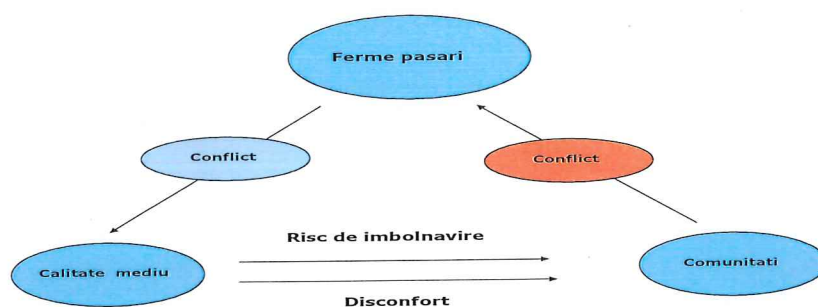 Ferme pasari
Conflict
Conflict
Risc de imbolnavire
Calitate mediu
Comunitati
Disconfort